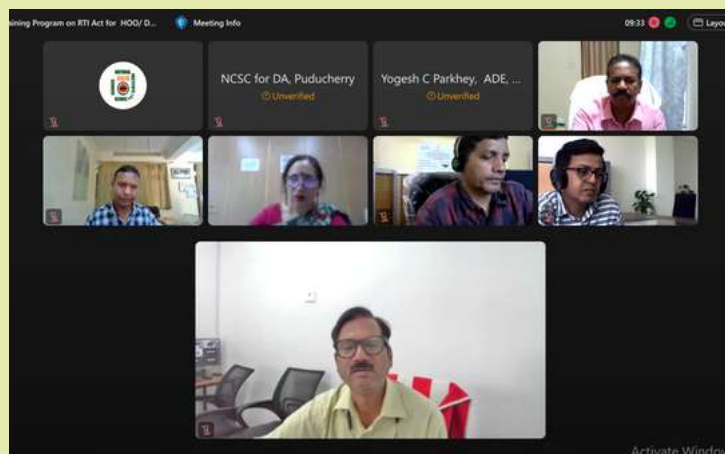 aining Program on RTI Act for HOO/ D...
Meeting Info
09:33
Layou
NCSC for DA, Puducherry
Unverified
Yogesh C Parkhey, ADE, ...
Unverified
Activate Window